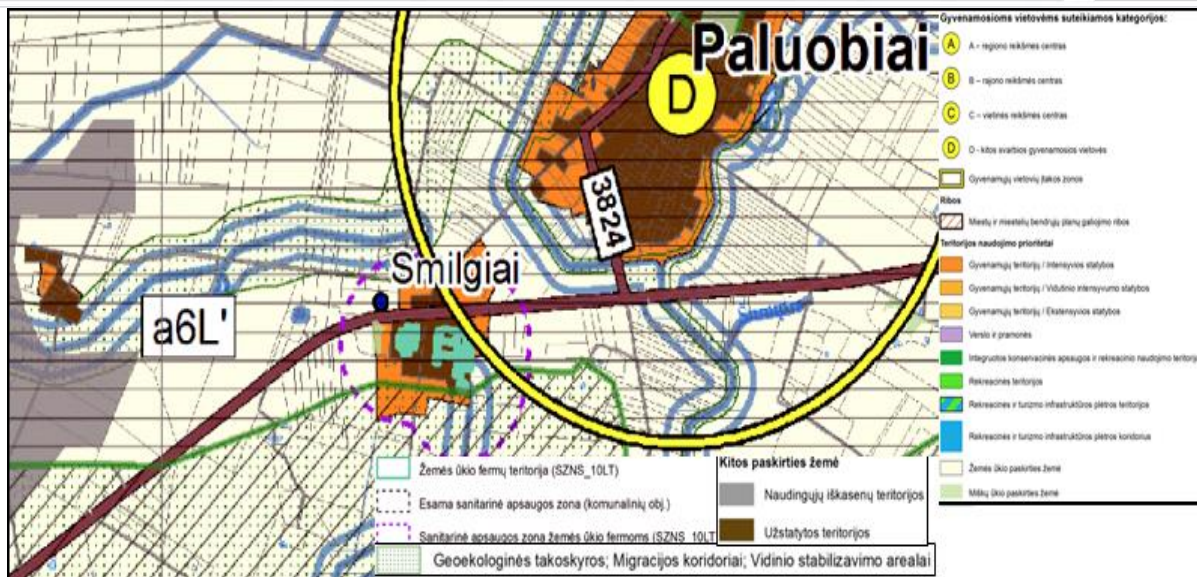 Paluobiai
D
3824
Smilgiai
a6L'
Gyvenamosioms vietovėms suteikiamos kategorijos:
A A – regiono reikšmės centras
B B – rajono reikšmės centras
C C – vietinės reikšmės centras
D D - kitos svarbios gyvenamosios vietovės
Gyvenamųjų vietovių įtakos zonos
Ribos
Miestų ir miestelių bendrųjų planų galiojimo ribos
Teritorijos naudojimo prioritetai
Gyvenamųjų teritorijų / Intensyvios statybos
Gyvenamųjų teritorijų / Vidutinio intensyvumo statybos
Gyvenamųjų teritorijų / Ekstensyvios statybos
Verslo ir pramonės
Integruotos konservacinės apsaugos ir rekreacinio naudojimo teritorij
Rekreacinės teritorijos
Rekreacinės ir turizmo infrastruktūros plėtros teritorijos
Rekreacinės ir turizmo infrastruktūros plėtros koridorius
Žemės ūkio paskirties žemė
Miškų ūkio paskirties žemė
Žemės ūkio fermų teritorija (SZNS_10LT)
Esama sanitarinė apsaugos zona (komunalinių obj.)
Sanitarinė apsaugos zona žemės ūkio fermoms (SZNS_10LT
Kitos paskirties žemė
Naudingųjų iškasenų teritorijos
Užstatytos teritorijos
Geoekologinės takoskyros; Migracijos koridoriai; Vidinio stabilizavimo arealai